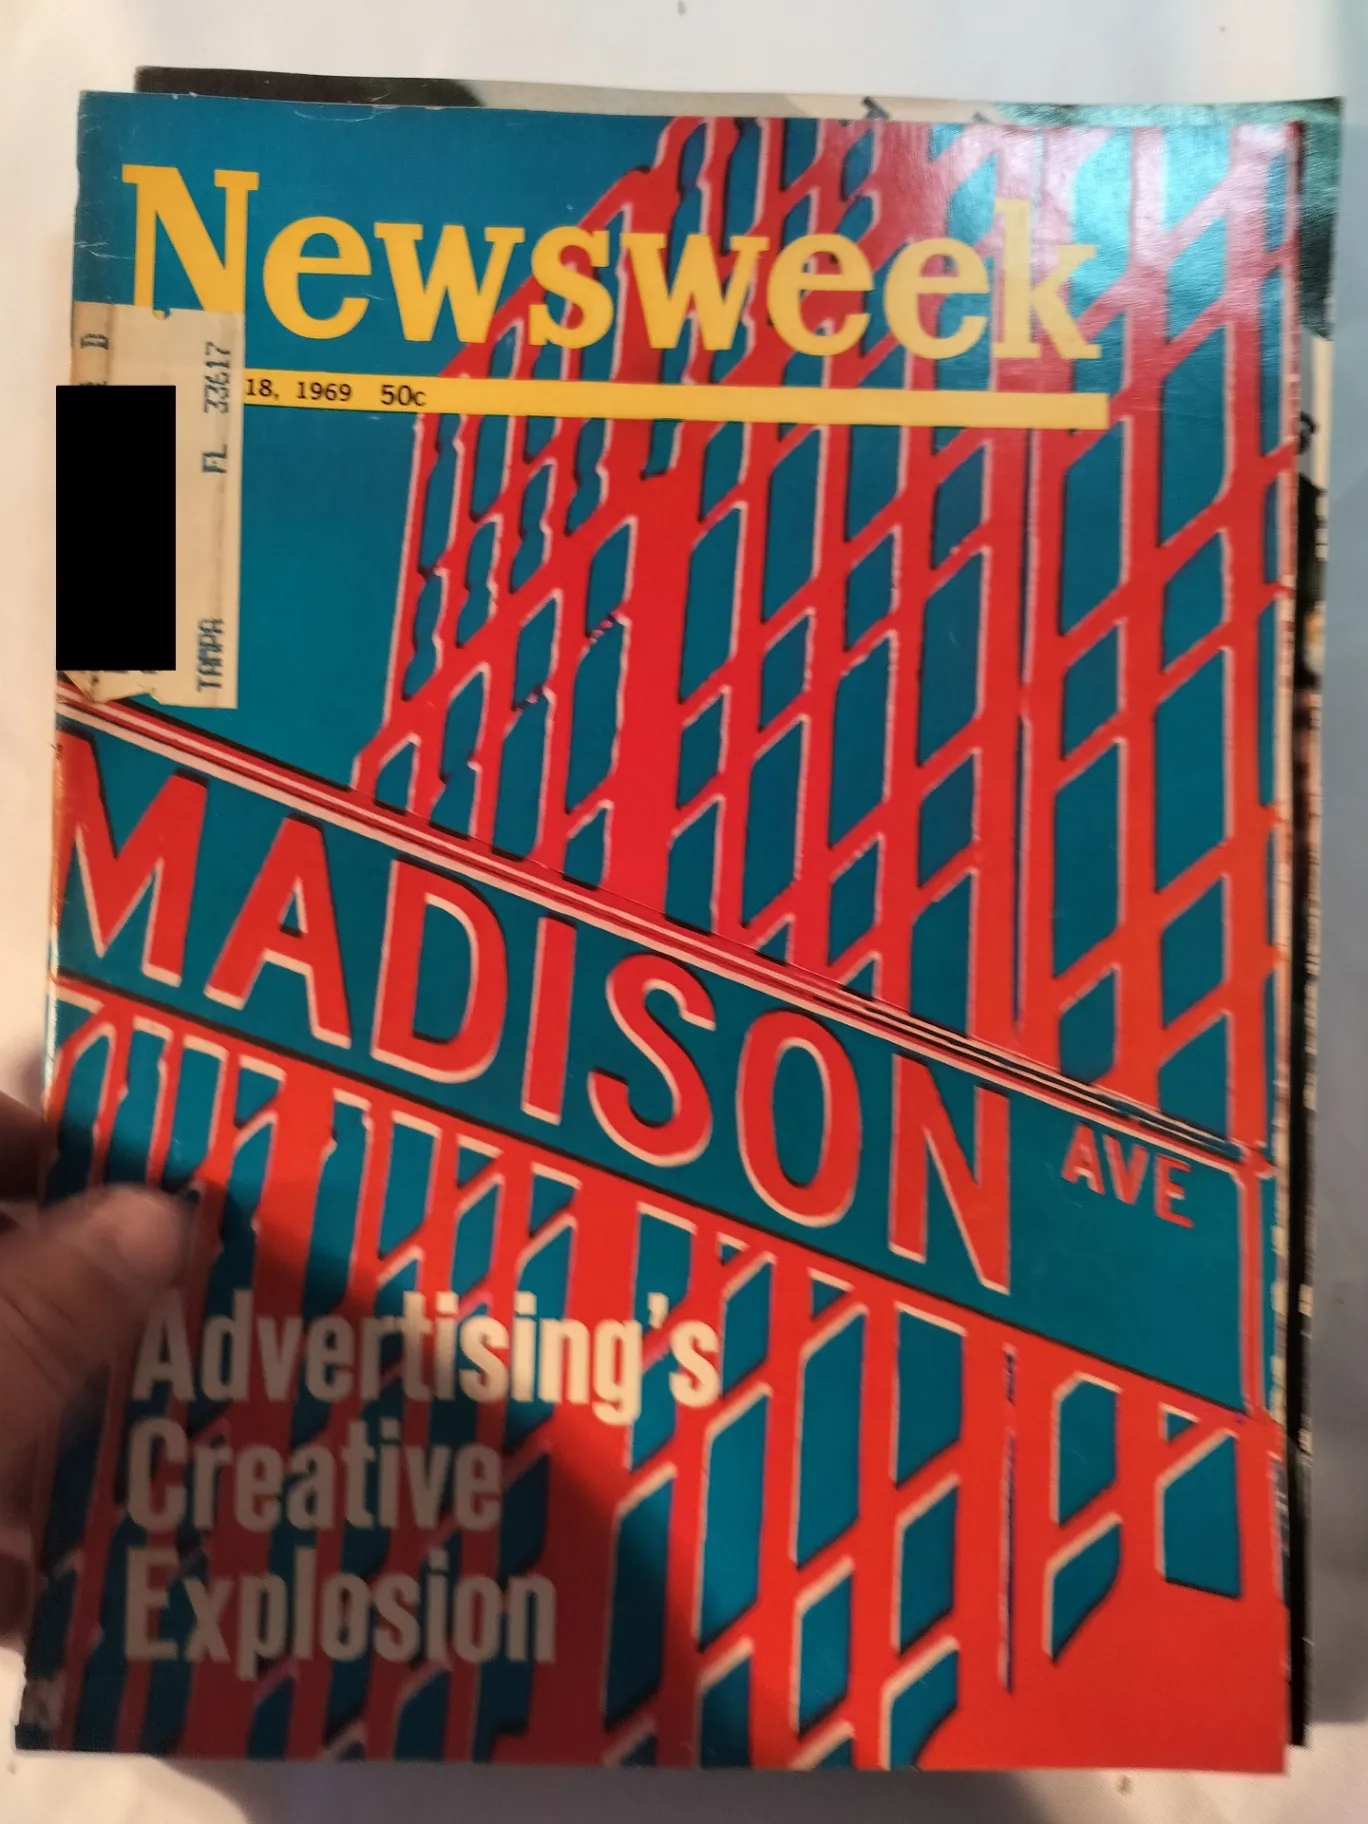 Newsweek
18, 1969 50c
D
TAMPA FL 33617
MADISON AVE
Advertising's
Creative
Explosion